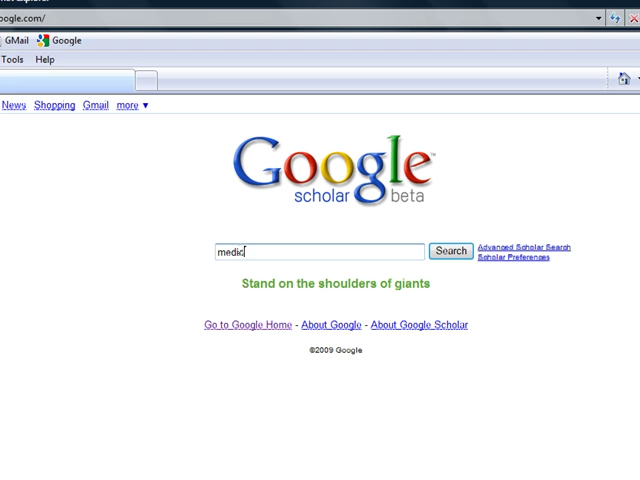 oogle.com/
GMail Google
Tools Help
News Shopping Gmail more ▼
Google™
scholar beta
medic Search Advanced Scholar Search
Scholar Preferences
Stand on the shoulders of giants
Go to Google Home - About Google - About Google Scholar
©2009 Google